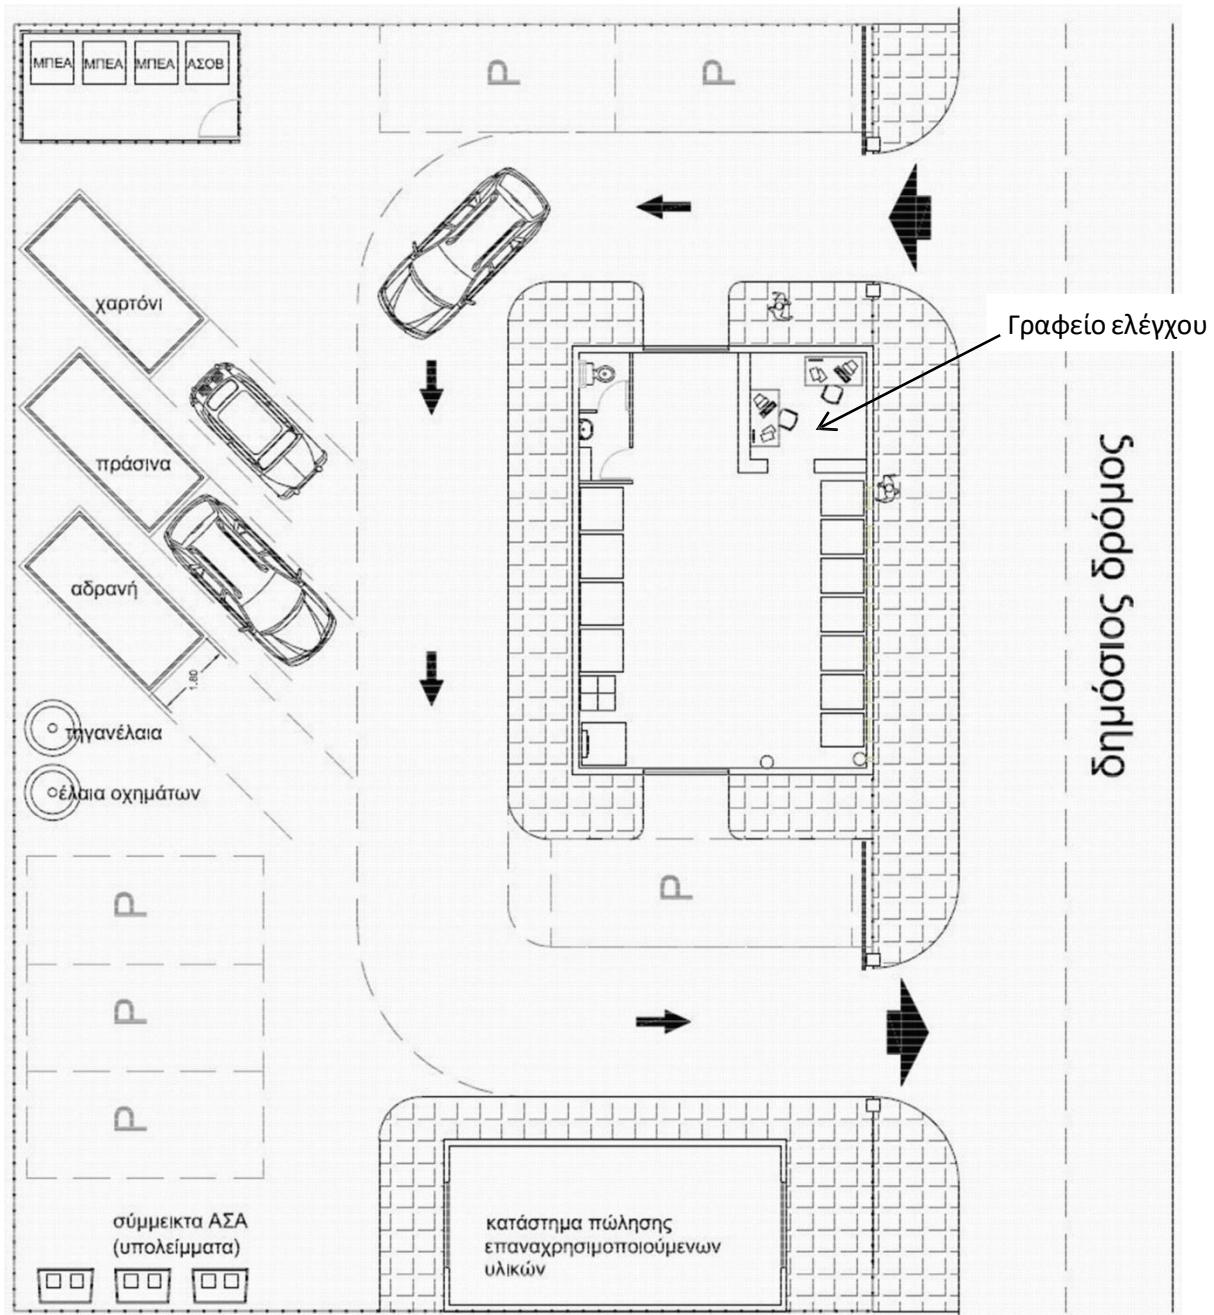 ΜΠΕΑ ΜΠΕΑ ΜΠΕΑ ΑΣΟΒ
P P
χαρτόνι
Γραφείο ελέγχου
πράσινα
αδρανή
1.80
δημόσιος δρόμος
τηγανέλαια
έλαια οχημάτων
P
P
P
P
σύμμεικτα ΑΣΑ
(υπολείμματα)
κατάστημα πώλησης
επαναχρησιμοποιούμενων
υλικών